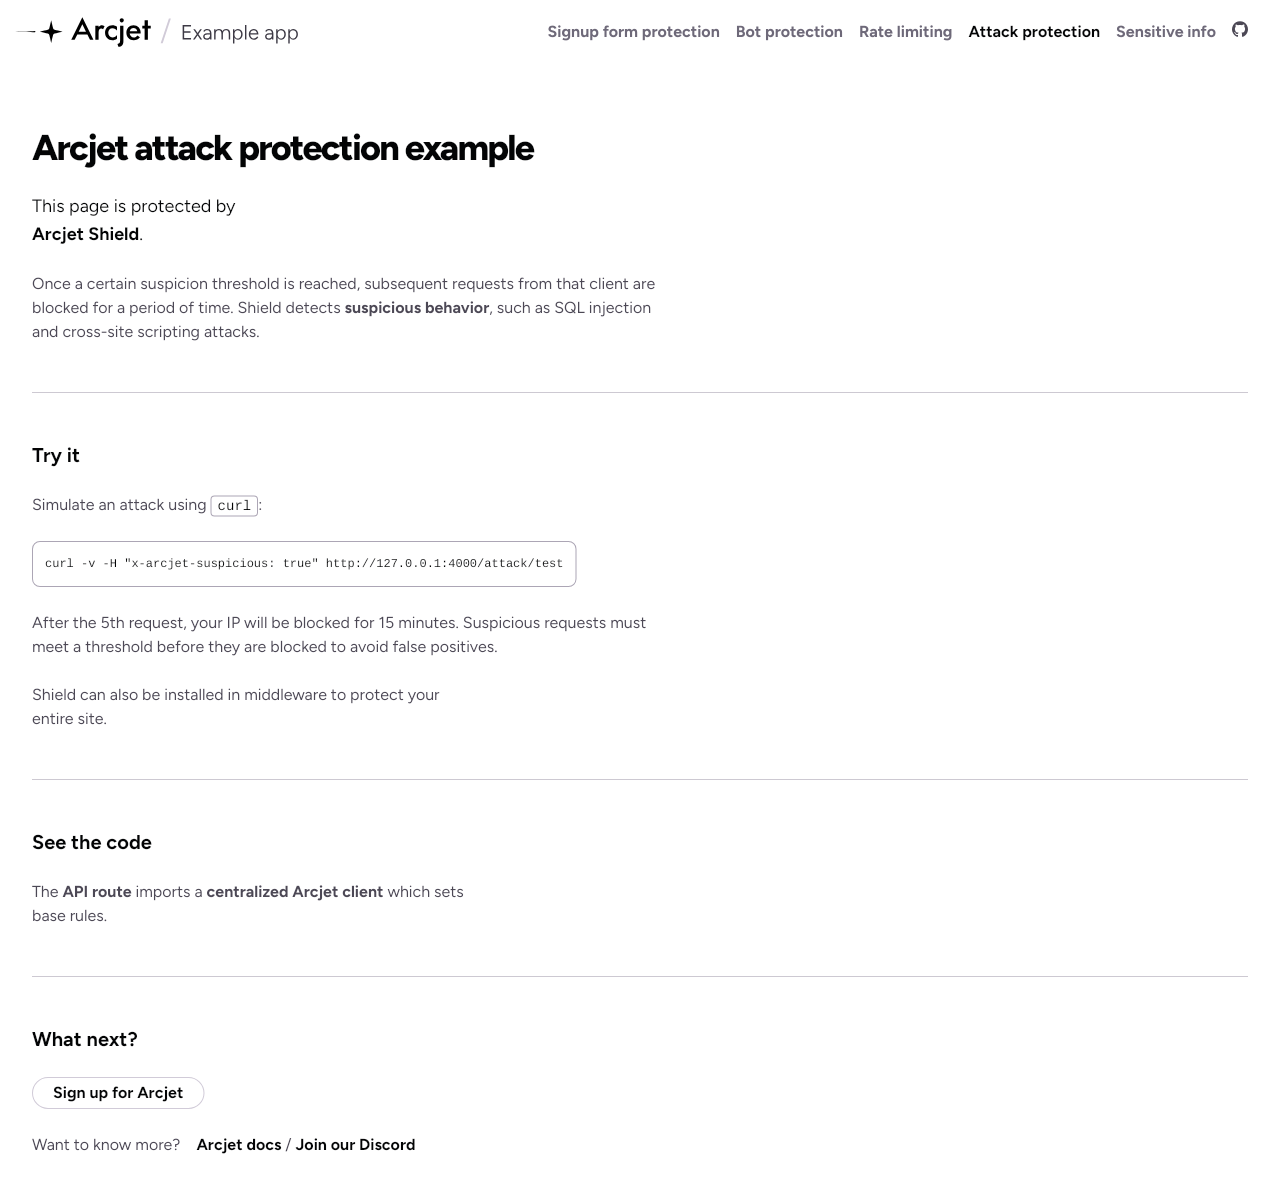 Arcjet / Example app
Signup form protection Bot protection Rate limiting Attack protection Sensitive info
Arcjet attack protection example
This page is protected by
Arcjet Shield.
Once a certain suspicion threshold is reached, subsequent requests from that client are
blocked for a period of time. Shield detects suspicious behavior, such as SQL injection
and cross-site scripting attacks.
Try it
Simulate an attack using curl:
curl -v -H "x-arcjet-suspicious: true" http://127.0.0.1:4000/attack/test
After the 5th request, your IP will be blocked for 15 minutes. Suspicious requests must
meet a threshold before they are blocked to avoid false positives.
Shield can also be installed in middleware to protect your
entire site.
See the code
The API route imports a centralized Arcjet client which sets
base rules.
What next?
Sign up for Arcjet
Want to know more? Arcjet docs / Join our Discord